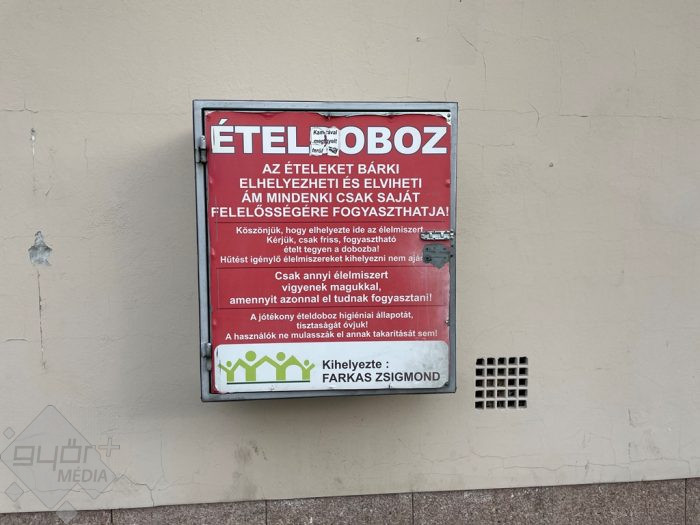 ÉTELDOBOZ
Kamerával
megfigyelt
AZ ÉTELEKET BÁRKI
ELHELYEZHETI ÉS ELVIHETI
ÁM MINDENKI CSAK SAJÁT
FELELŐSSÉGÉRE FOGYASZTHATJA!
Köszönjük, hogy elhelyezte ide az élelmiszert
Kérjük, csak friss, fogyasztható
ételt tegyen a dobozba!
Hűtést igénylő élelmiszereket kihelyezni nem
Csak annyi élelmiszert
vigyenek magukkal,
amennyit azonnal el tudnak fogyasztani!
A jótékony ételdoboz higiéniai állapotát,
tisztaságát óvjuk!
A használók ne mulasszák el annak takarítását sem!
Kihelyezte :
FARKAS ZSIGMOND
győr+
MÉDIA